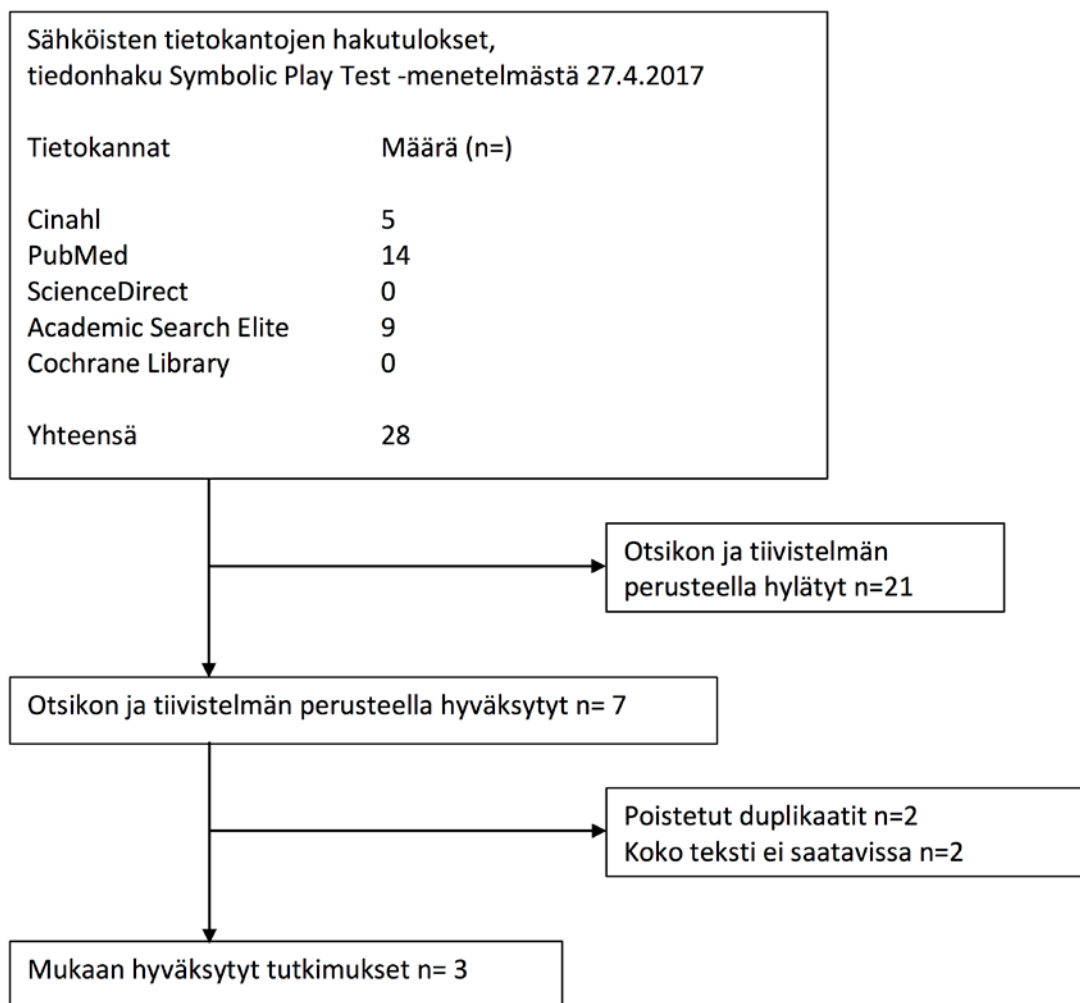 Sähköisten tietokantojen hakutulokset,
tiedonhaku Symbolic Play Test -menetelmästä 27.4.2017
Tietokannat Määrä (n=)
Cinahl 5
PubMed 14
ScienceDirect 0
Academic Search Elite 9
Cochrane Library 0
Yhteensä 28
Otsikon ja tiivistelmän
perusteella hylätyt n=21
Otsikon ja tiivistelmän perusteella hyväksytyt n= 7
Poistetut duplikaatit n=2
Koko teksti ei saatavissa n=2
Mukaan hyväksytyt tutkimukset n= 3